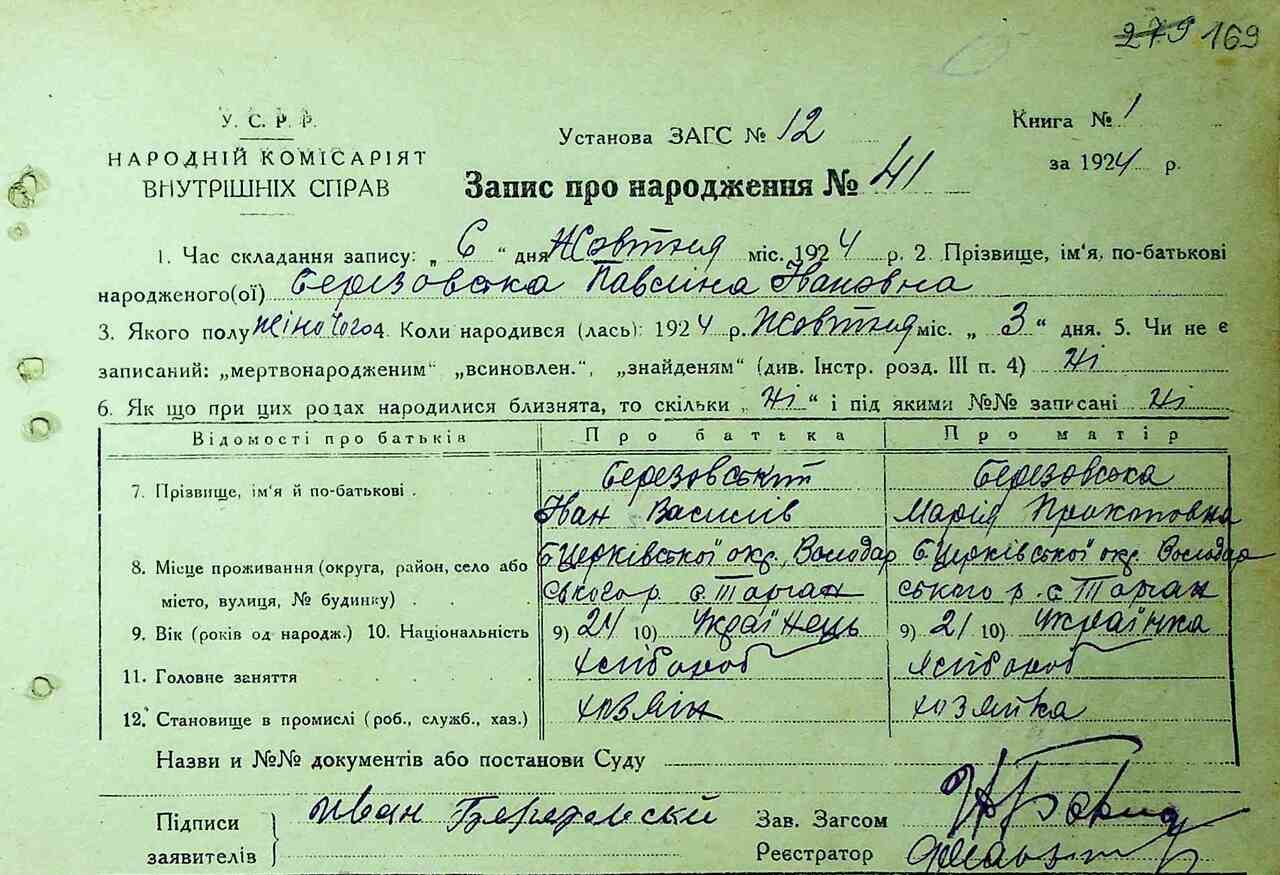 279 169
У. С. Р. Р.
НАРОДНІЙ КОМІСАРІЯТ
ВНУТРІШНІХ СПРАВ
Установа ЗАГС № 12
Книга № 1
за 1924 р.
Запис про народження № 41
1. Час складання запису: „ 6 “ дня Жовтня міс. 1924 р. 2. Прізвище, ім'я, по-батькові
народженого(ої) Березовська Павліна Івановна
3. Якого полу жіночого 4. Коли народився (лась): 1924 р. Жовтня міс. „ 3 “ дня. 5. Чи не є
записаний: „мертвонародженим“ „всиновлен.“, „знайденям“ (див. Інстр. розд. III п. 4) Ні
6. Як що при цих родах народилися близнята, то скільки „ Ні “ і під якими №№ записані Ні
Відомості про батьків Про батька Про матір
7. Прізвище, ім'я й по-батькові . Березовський Березовська
Іван Василів Марія Прокоповна
8. Місце проживання (округа, район, село або Б Церківської окр., Володар Б. Церківської окр. Володар
місто, вулиця, № будинку) . . . ського р. с. Торган ського р. с. Торган
9. Вік (років од народж.) 10. Національність 9) 24 10) Українець 9) 21 10) Українка
11. Головне заняття . . . . Хлібороб Хлібороб
12. Становище в промислі (роб., служб., хаз.) хозяін хозяйка
Назви и №№ документів або постанови Суду
Підписи
заявителів
Иван
Зав. Загсом
Реєстратор